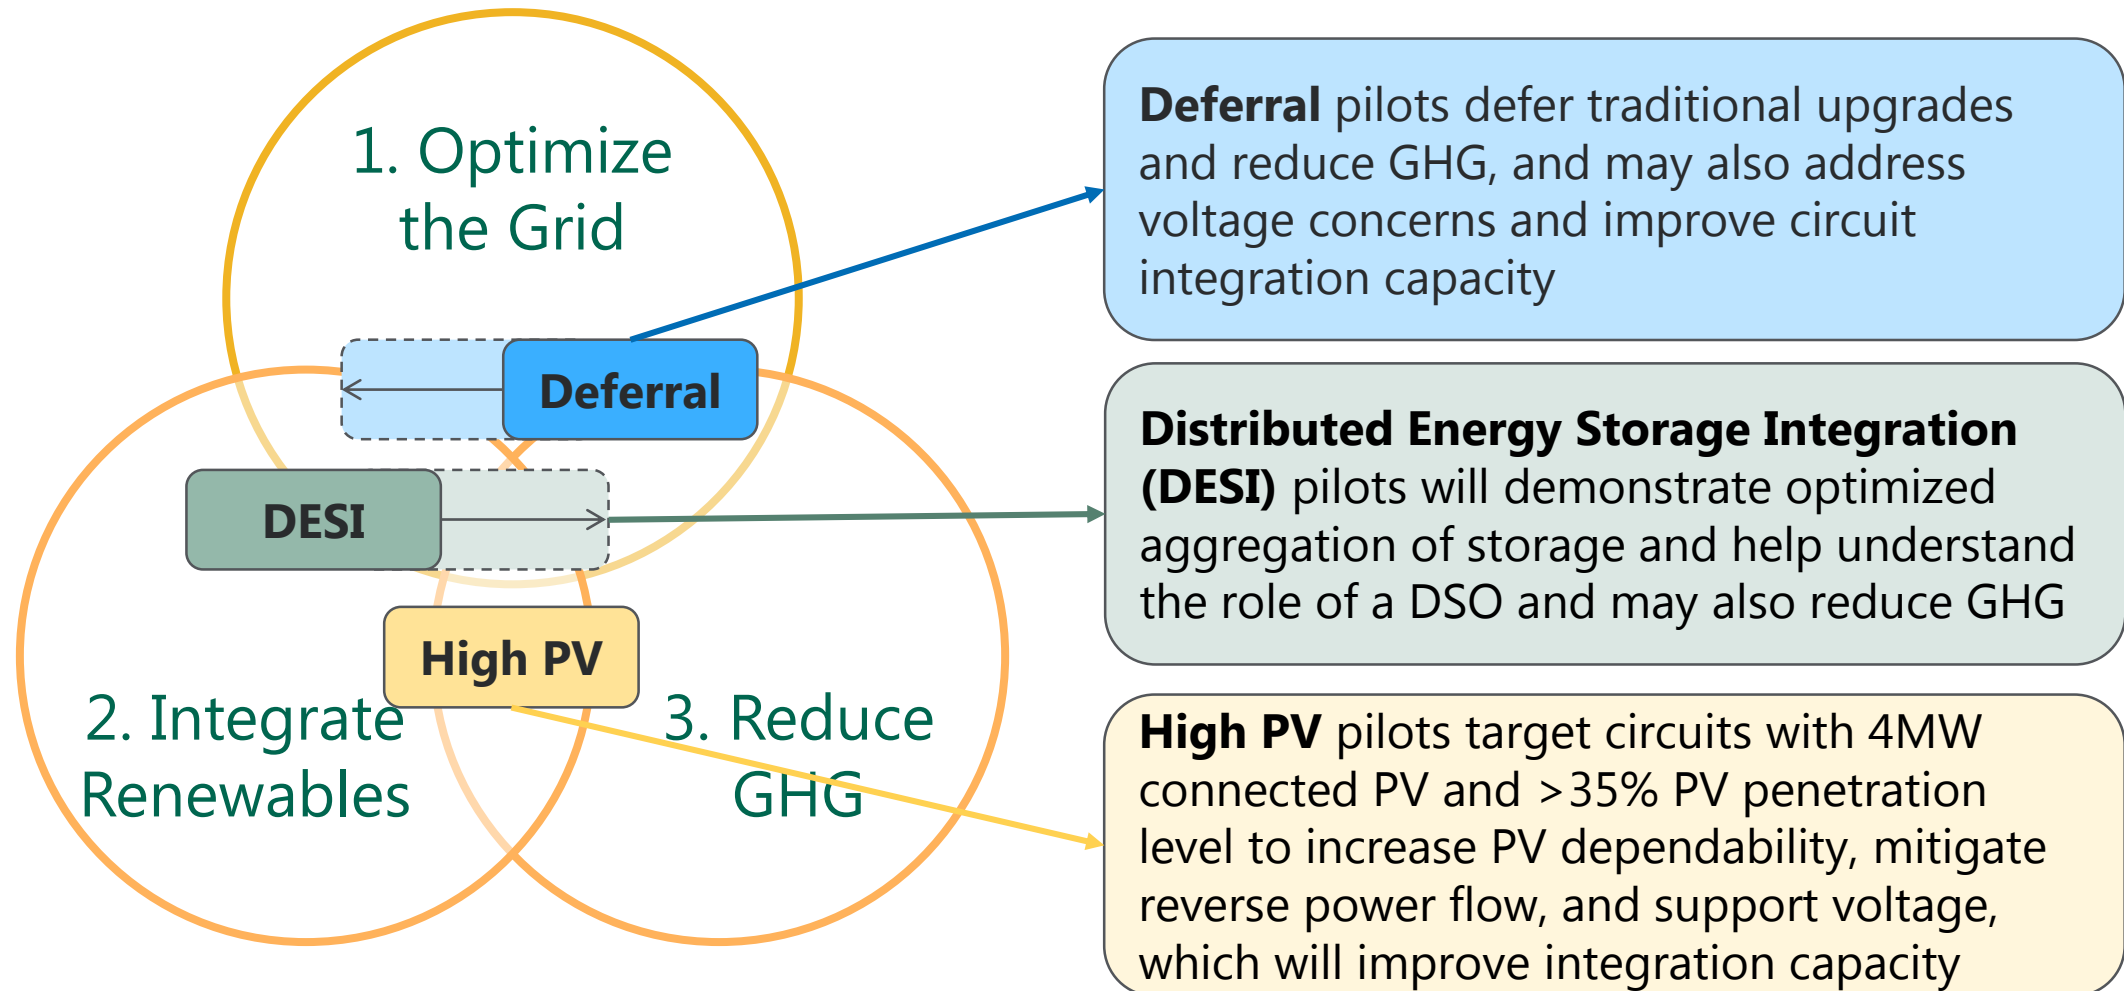 1. Optimize
the Grid
Deferral
DESI
High PV
2. Integrate
Renewables
3. Reduce
GHG
Deferral pilots defer traditional upgrades
and reduce GHG, and may also address
voltage concerns and improve circuit
integration capacity
Distributed Energy Storage Integration
(DESI) pilots will demonstrate optimized
aggregation of storage and help understand
the role of a DSO and may also reduce GHG
High PV pilots target circuits with 4MW
connected PV and >35% PV penetration
level to increase PV dependability, mitigate
reverse power flow, and support voltage,
which will improve integration capacity